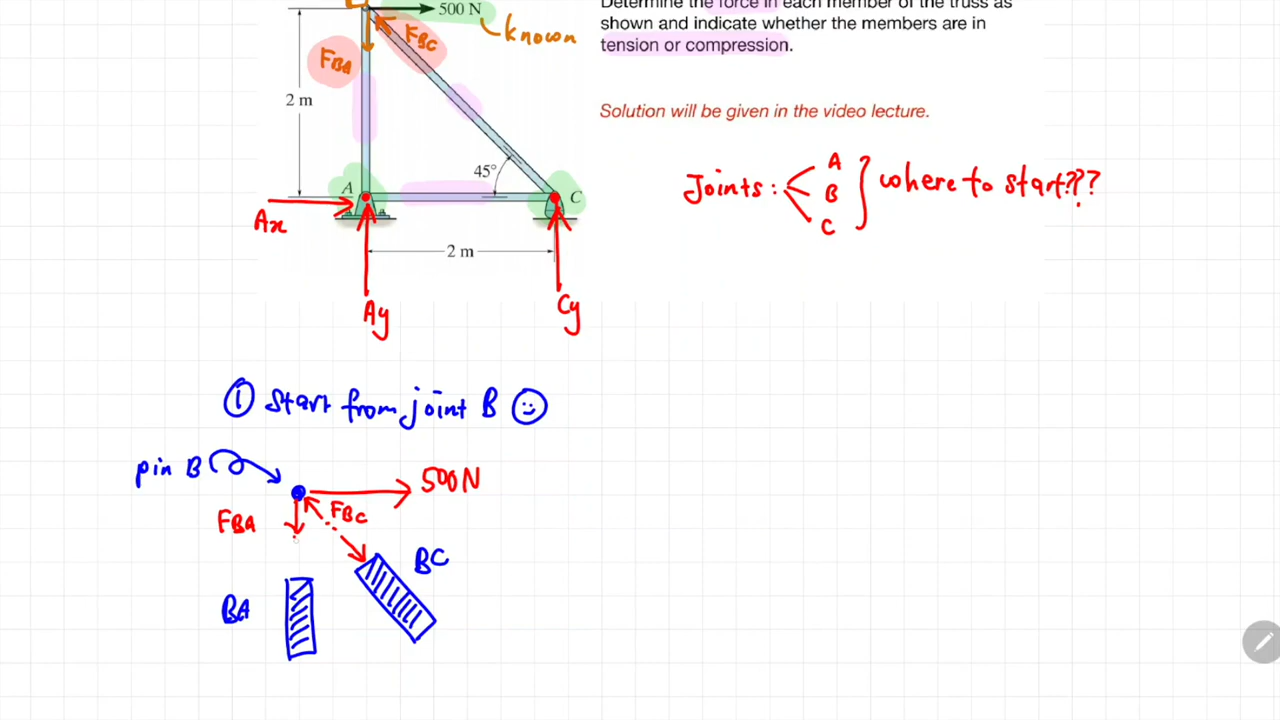 Determine the force in each member of the truss as
shown and indicate whether the members are in
tension or compression.
Solution will be given in the video lecture.
500 N
known
FBC
FBA
2 m
45°
A
C
Ax
2 m
Ay
Cy
Joints: A
B
C
where to start???
① Start from joint B
pin B
500N
FBA
FBC
BC
BA